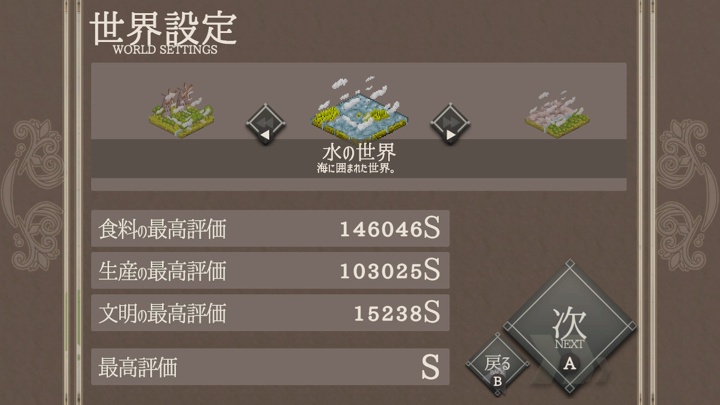 世界設定
WORLD SETTINGS
水の世界
海に囲まれた世界。
食料の最高評価 146046S
生産の最高評価 103025S
文明の最高評価 15238S
最高評価 S
次
NEXT
A
戻る
B